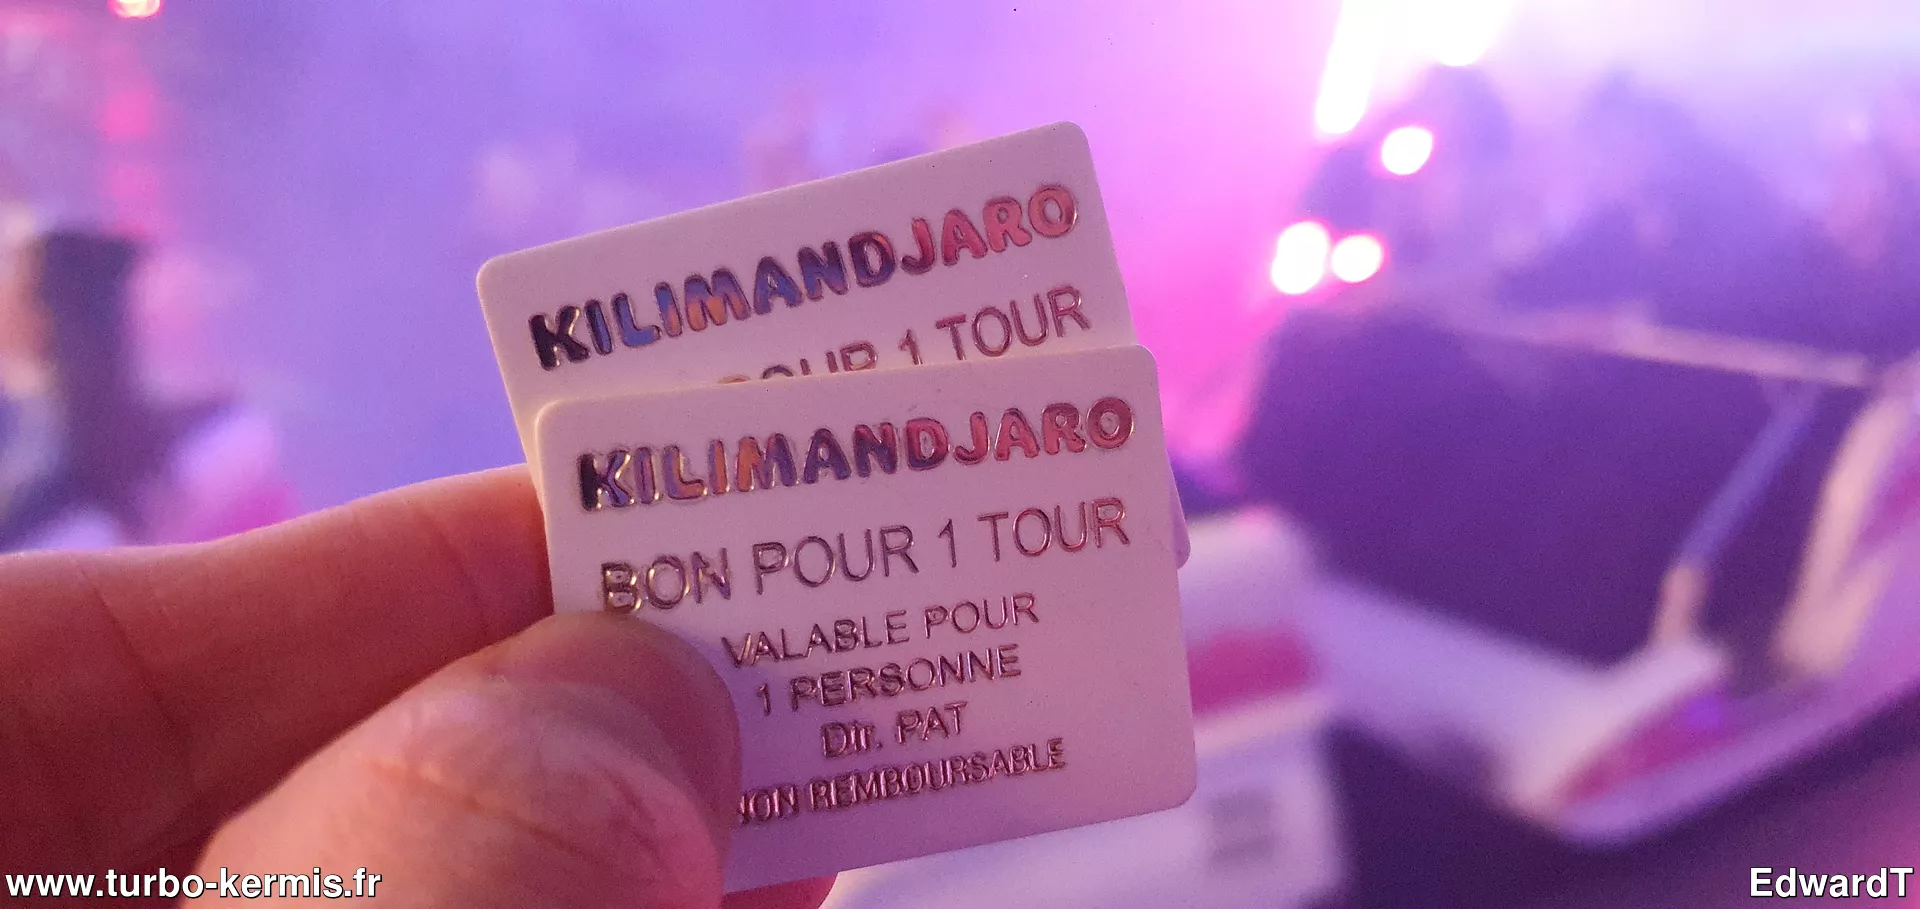 KILIMANDJARO
POUR 1 TOUR
KILIMANDJARO
BON POUR 1 TOUR
VALABLE POUR
1 PERSONNE
Dir. PAT
NON REMBOURSABLE
www.turbo-kermis.fr
EdwardT